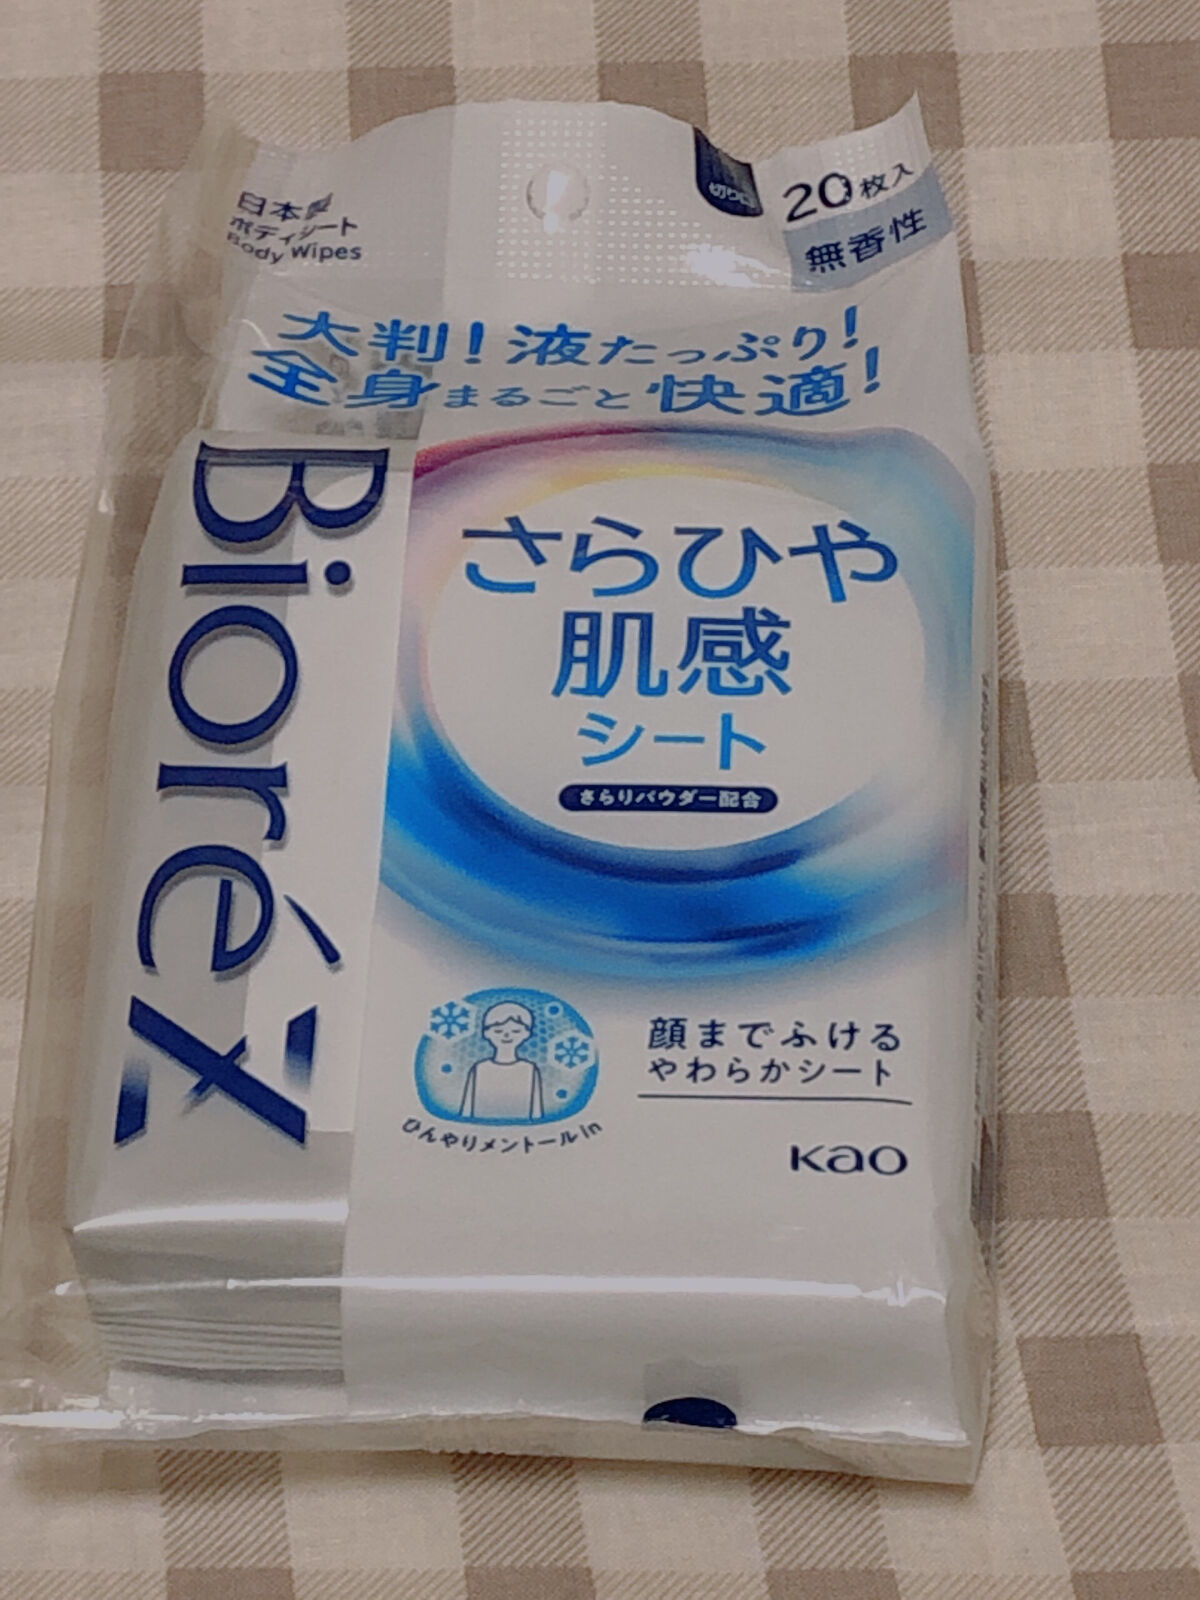 日本製
ボディシート
Body Wipes
切り口
20枚入
無香性
大判！液たっぷり！
全身まるごと快適！
Bioré
Z
さらひや
肌感
シート
さらりパウダー配合
ひんやりメントールin
顔までふける
やわらかシート
Kao